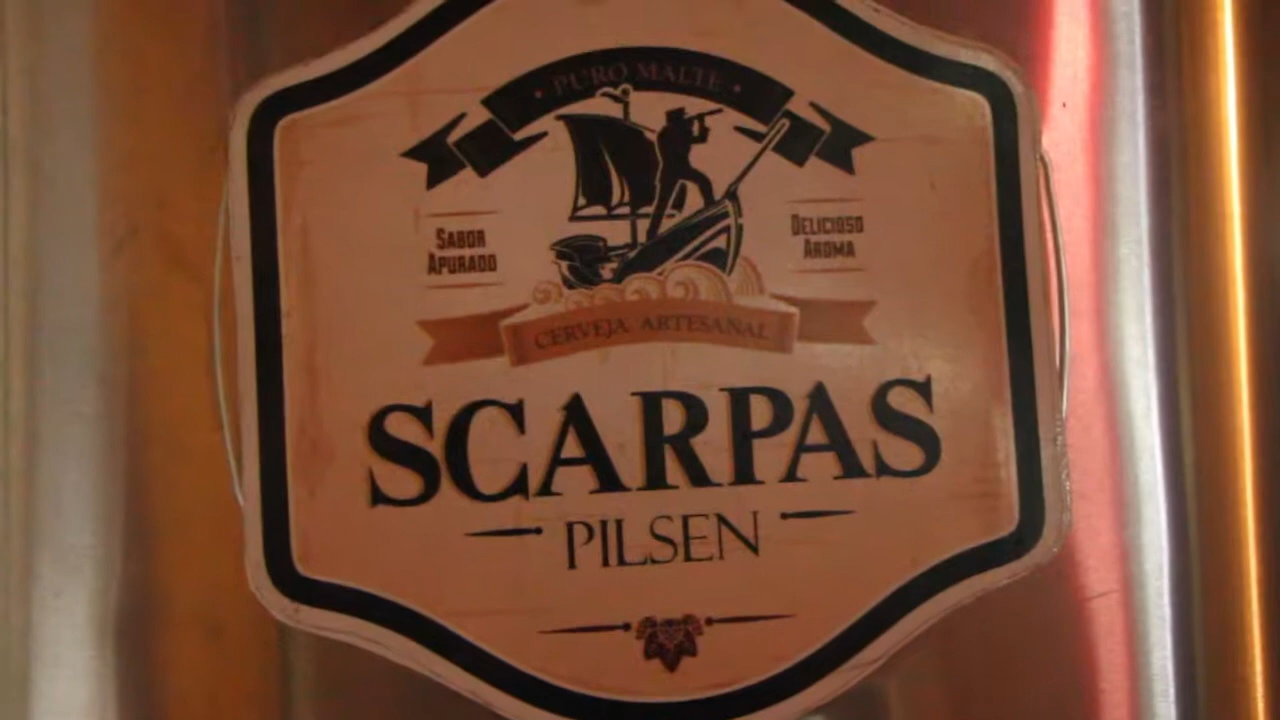 • PURO MALTE •
SABOR
APURADO
DELICIOSO
AROMA
CERVEJA ARTESANAL
SCARPAS
PILSEN